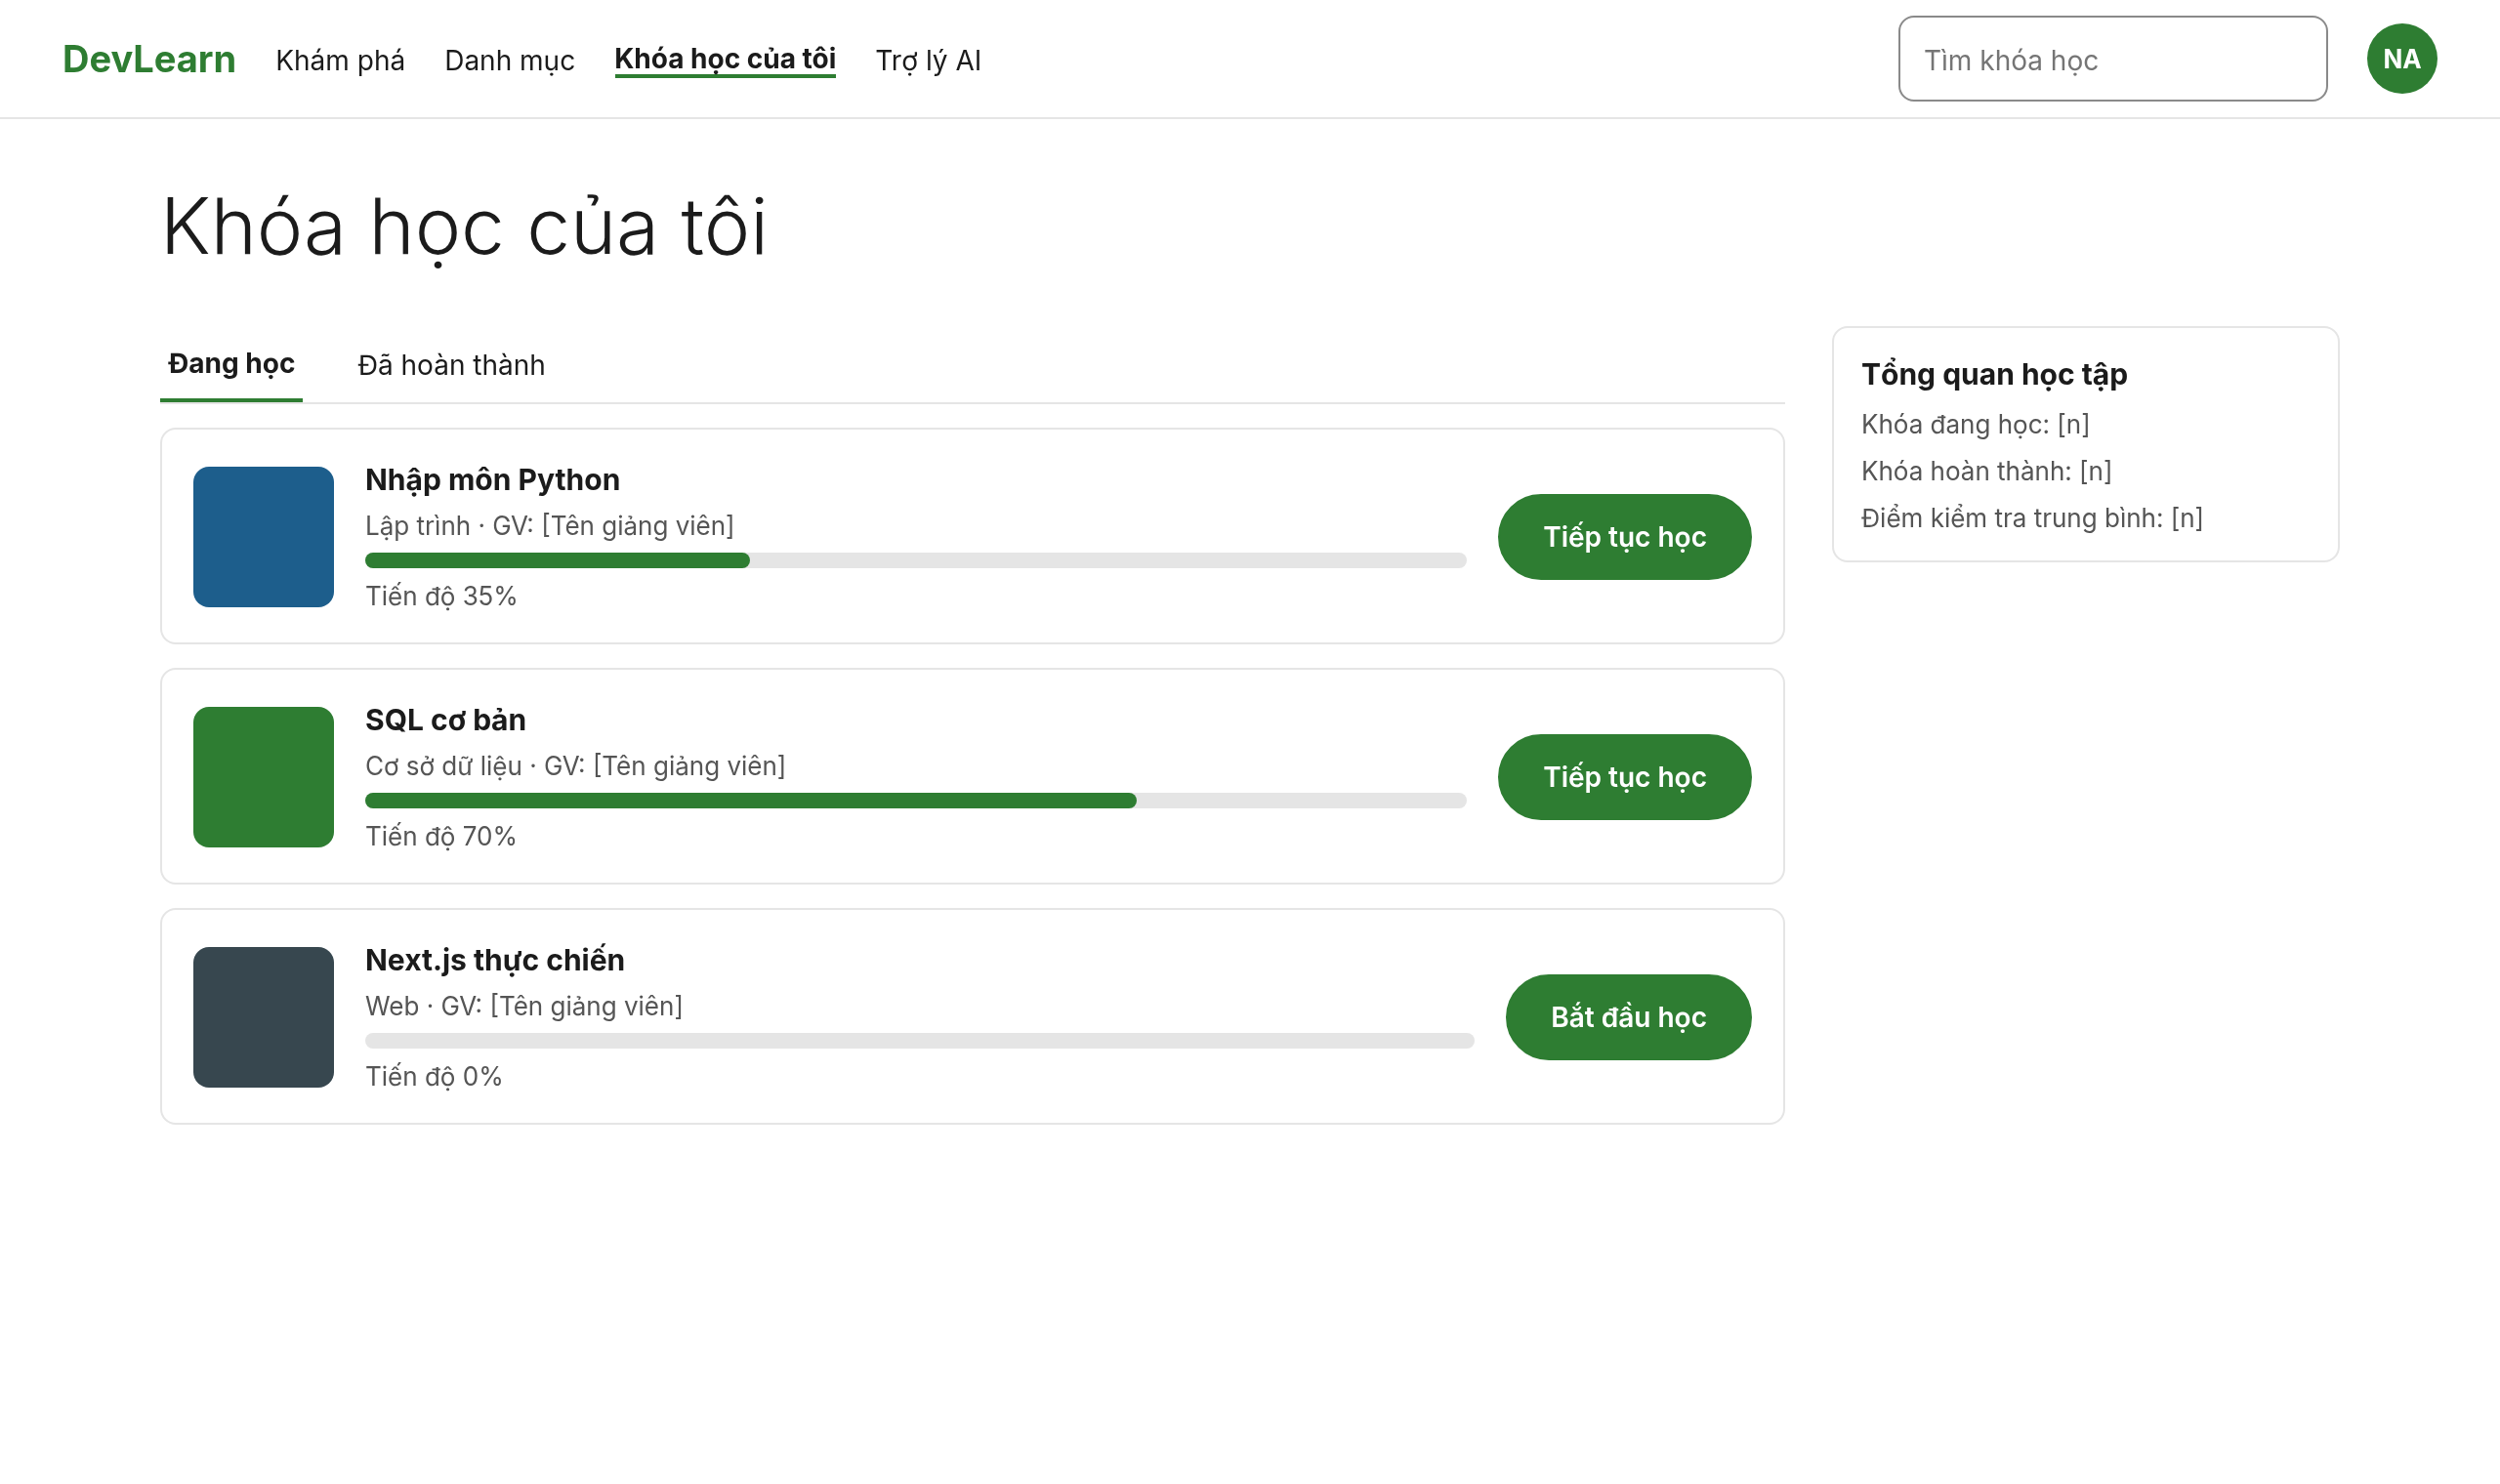 DevLearn Khám phá Danh mục Khóa học của tôi Trợ lý AI Tìm khóa học NA
Khóa học của tôi
Đang học Đã hoàn thành
Nhập môn Python
Lập trình · GV: [Tên giảng viên]
Tiến độ 35%
Tiếp tục học
SQL cơ bản
Cơ sở dữ liệu · GV: [Tên giảng viên]
Tiến độ 70%
Tiếp tục học
Next.js thực chiến
Web · GV: [Tên giảng viên]
Tiến độ 0%
Bắt đầu học
Tổng quan học tập
Khóa đang học: [n]
Khóa hoàn thành: [n]
Điểm kiểm tra trung bình: [n]